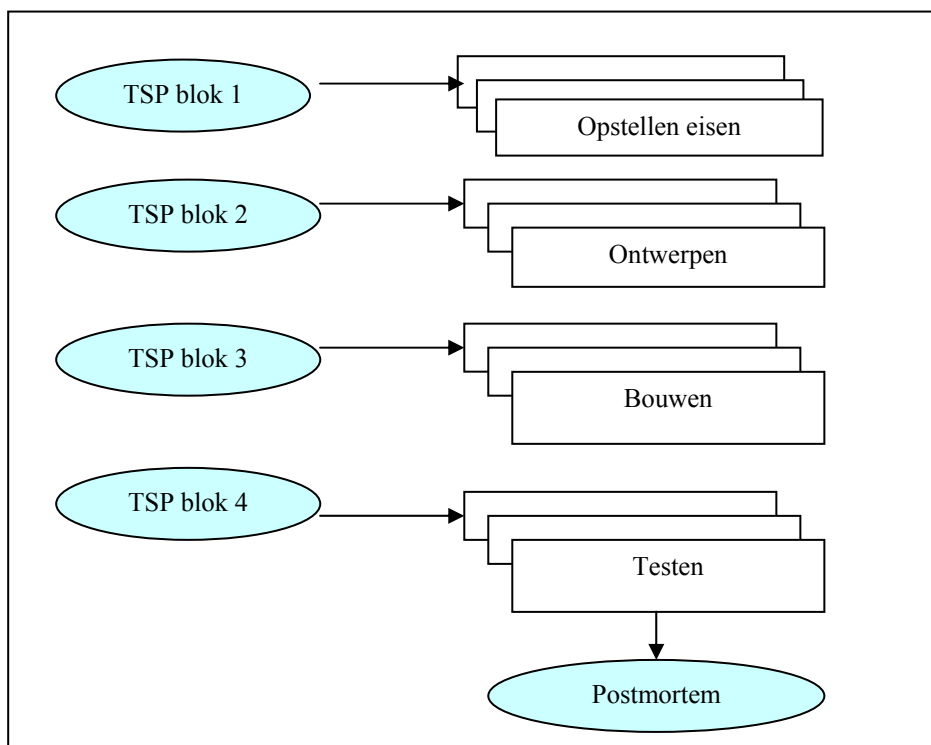 TSP blok 1
Opstellen eisen
TSP blok 2
Ontwerpen
TSP blok 3
Bouwen
TSP blok 4
Testen
Postmortem